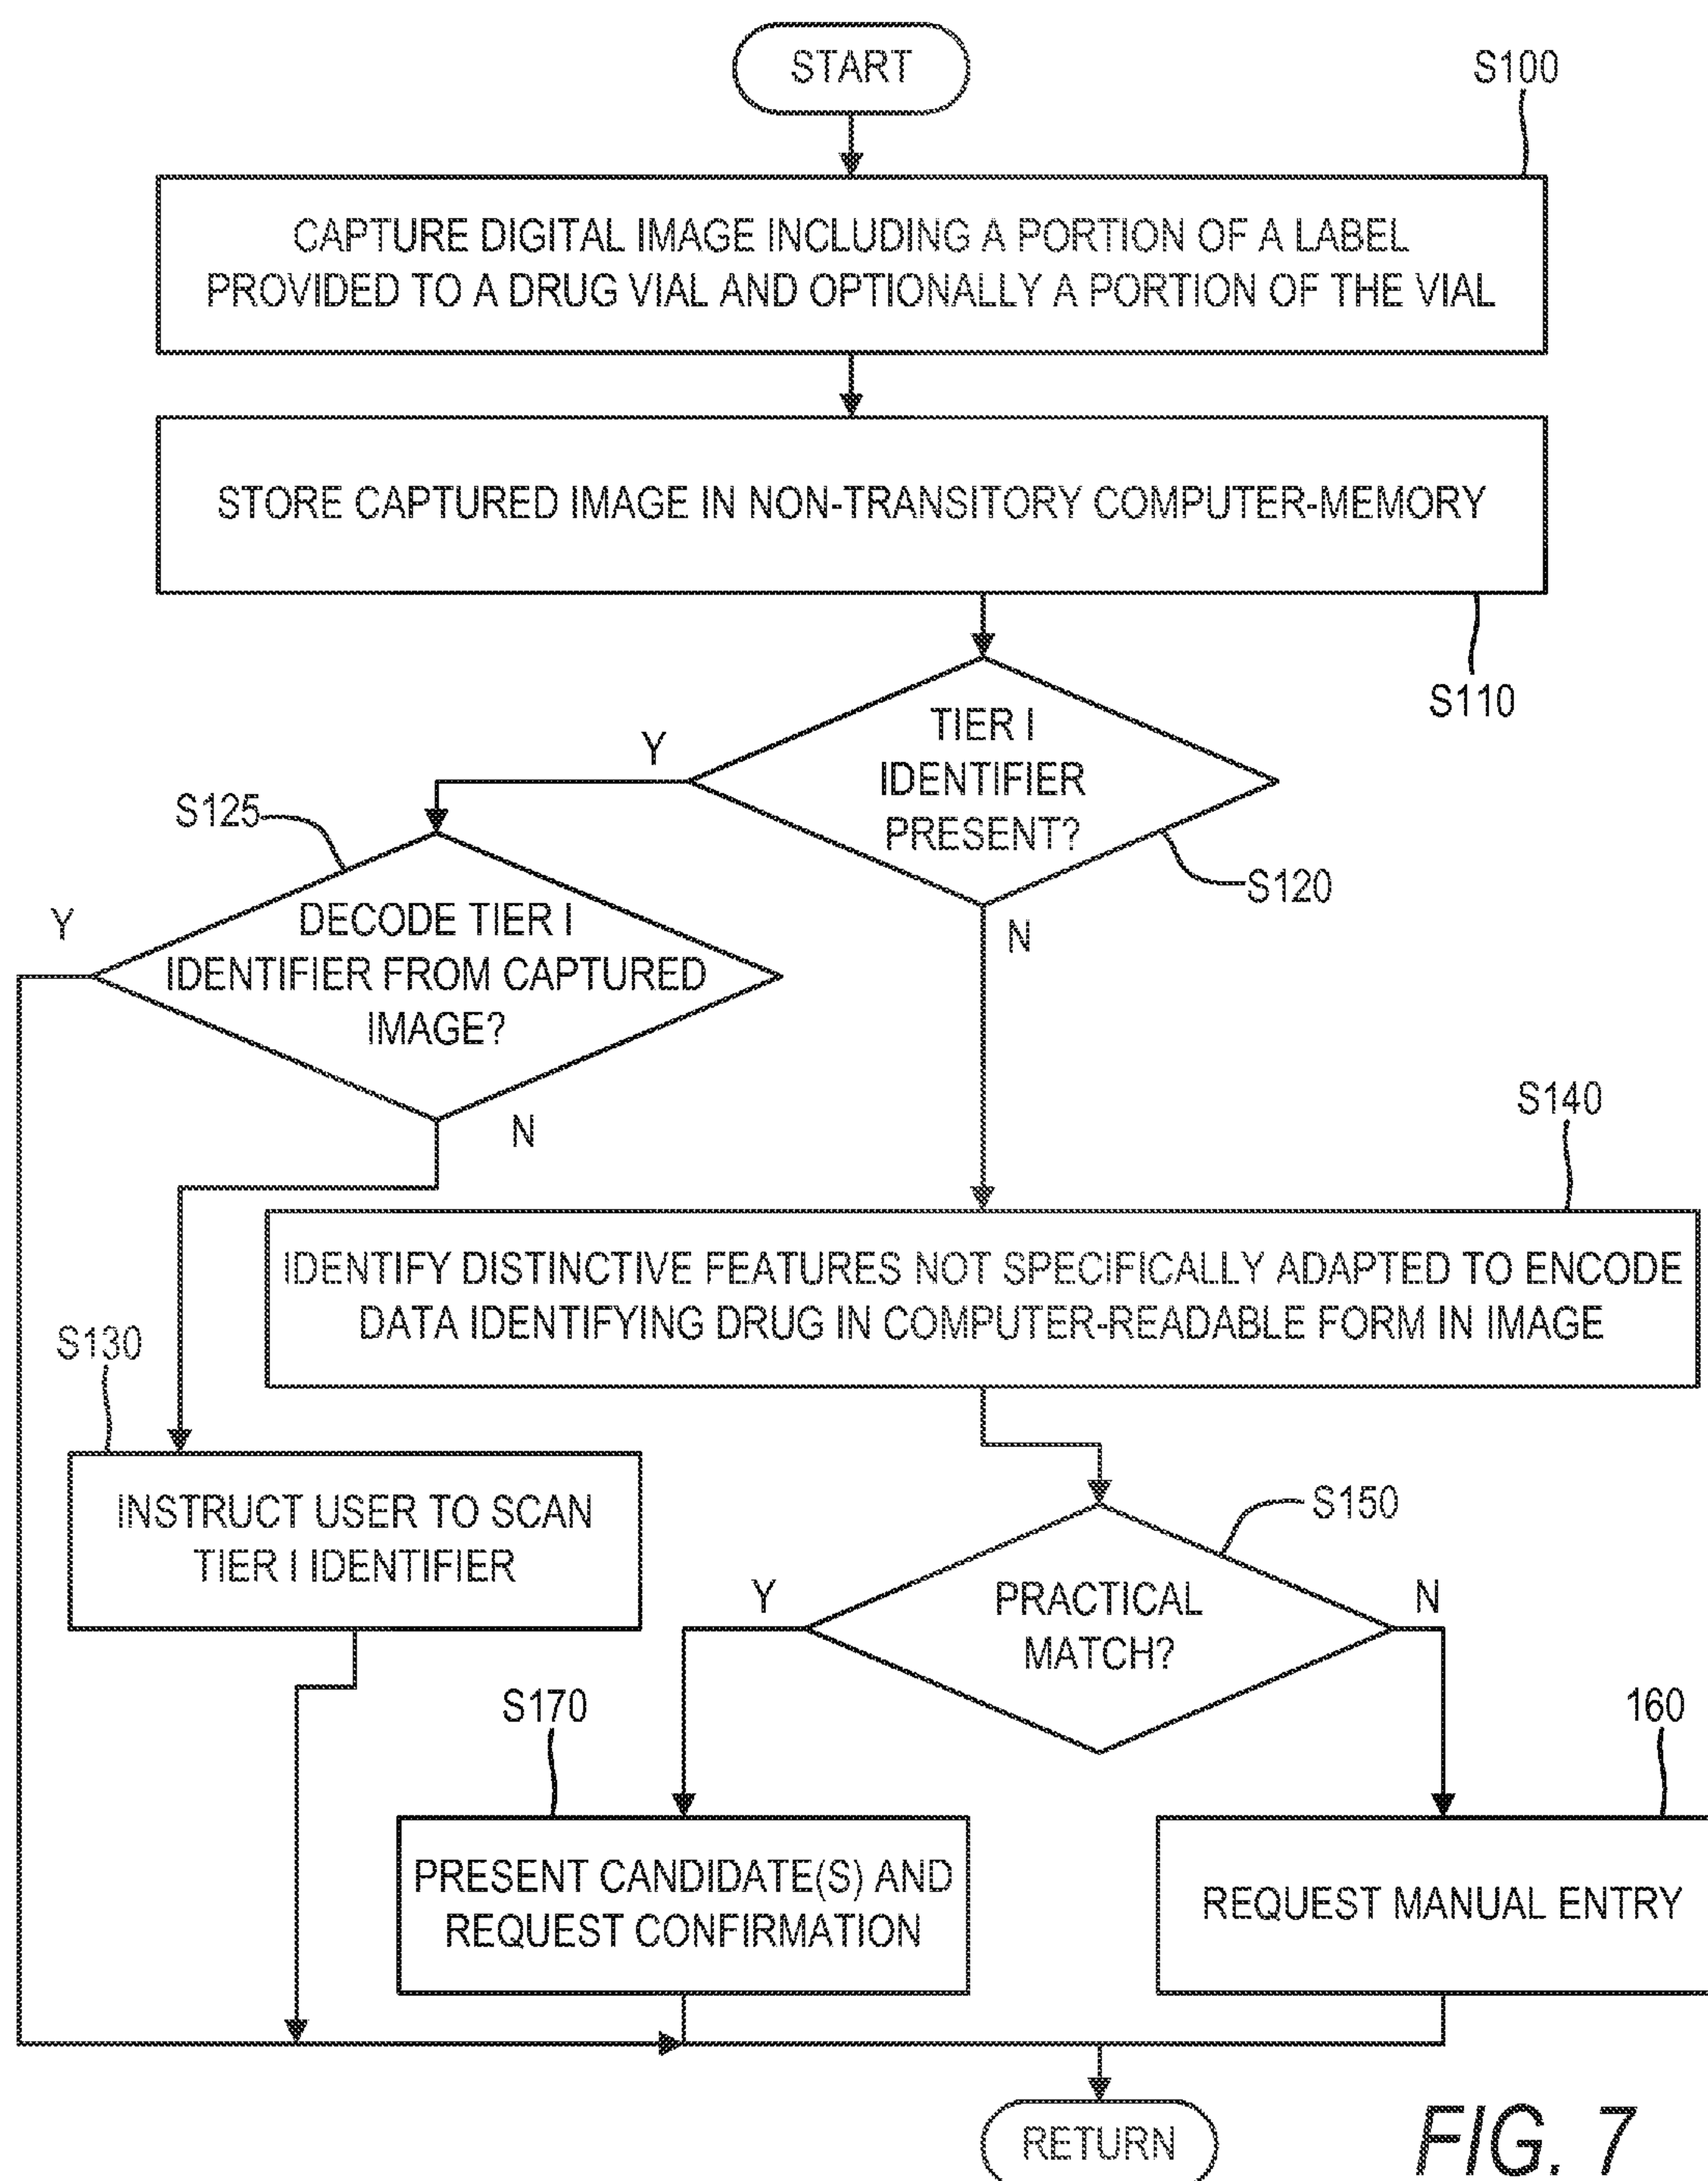 START
S100
CAPTURE DIGITAL IMAGE INCLUDING A PORTION OF A LABEL
PROVIDED TO A DRUG VIAL AND OPTIONALLY A PORTION OF THE VIAL
STORE CAPTURED IMAGE IN NON-TRANSITORY COMPUTER-MEMORY
S110
TIER I
IDENTIFIER
PRESENT?
Y
S120
N
S125
DECODE TIER I
IDENTIFIER FROM CAPTURED
IMAGE?
Y
N
S140
IDENTIFY DISTINCTIVE FEATURES NOT SPECIFICALLY ADAPTED TO ENCODE
DATA IDENTIFYING DRUG IN COMPUTER-READABLE FORM IN IMAGE
S130
INSTRUCT USER TO SCAN
TIER I IDENTIFIER
S150
PRACTICAL
MATCH?
Y
N
S170
160
PRESENT CANDIDATE(S) AND
REQUEST CONFIRMATION
REQUEST MANUAL ENTRY
RETURN
FIG. 7